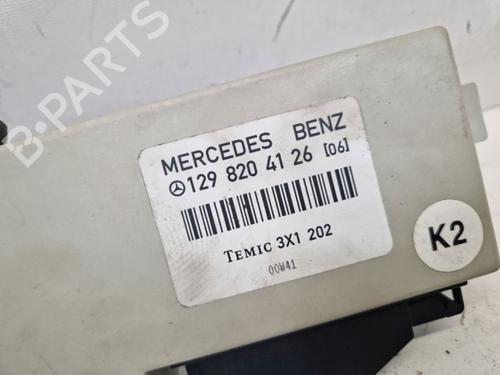 B-PARTS
MERCEDES BENZ
129 820 41 26 [06]
TEMIC 3X1 202
00W41
K2